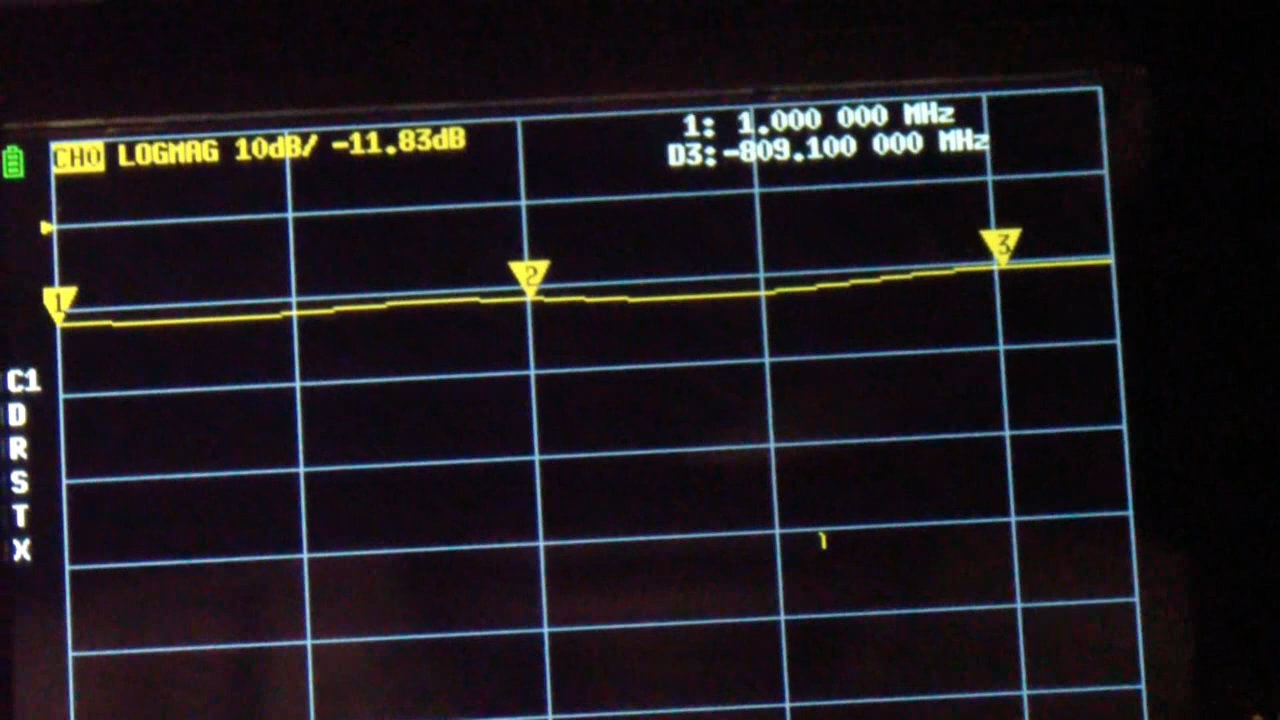 CH0 LOGMAG 10dB/ -11.83dB
1: 1.000 000 MHz
D3:-809.100 000 MHz
1
2
3
C1
D
R
S
T
X